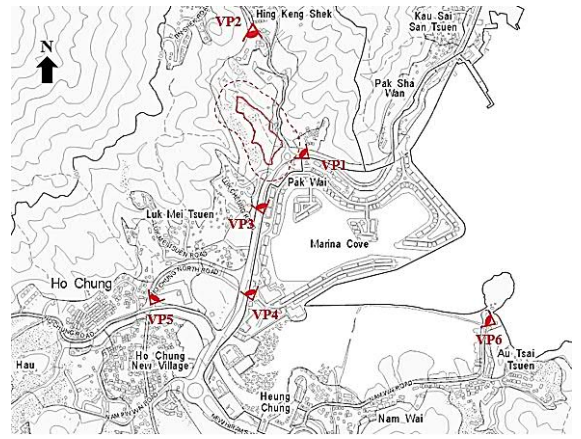 Hing Keng Shek
VP2
Kau Sai
San Tsuen
N
Pak Sha
Wan
VP1
Pak Wai
Luk Mei Tsuen
VP3
Marina Cove
Ho Chung
VP4
VP5
VP6
Ho Chung
New Village
Au Tsai
Tsuen
Hau
Heung
Chung
Nam Wai